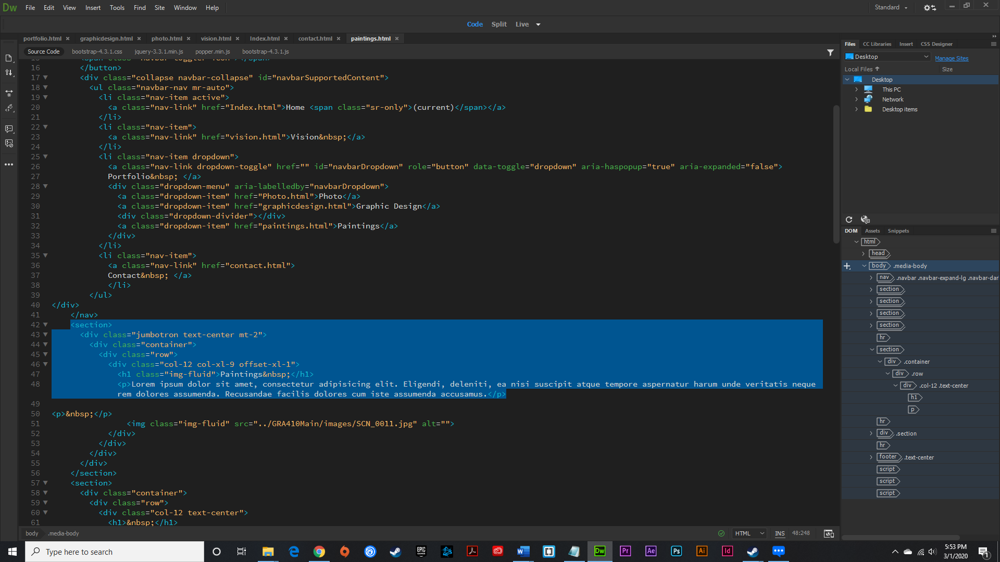 Dw File Edit View Insert Tools Find Site Window Help Standard
Code Split Live
portfolio.html graphicdesign.html photo.html vision.html Index.html contact.html paintings.html
Source Code bootstrap-4.3.1.css jquery-3.3.1.min.js popper.min.js bootstrap-4.3.1.js
16 </button>
17 <div class="collapse navbar-collapse" id="navbarSupportedContent">
18 <ul class="navbar-nav mr-auto">
19 <li class="nav-item active">
20 <a class="nav-link" href="Index.html">Home <span class="sr-only">(current)</span></a>
21 </li>
22 <li class="nav-item">
23 <a class="nav-link" href="vision.html">Vision&nbsp;</a>
24 </li>
25 <li class="nav-item dropdown">
26 <a class="nav-link dropdown-toggle" href="" id="navbarDropdown" role="button" data-toggle="dropdown" aria-haspopup="true" aria-expanded="false">
27 Portfolio&nbsp; </a>
28 <div class="dropdown-menu" aria-labelledby="navbarDropdown">
29 <a class="dropdown-item" href="Photo.html">Photo</a>
30 <a class="dropdown-item" href="graphicdesign.html">Graphic Design</a>
31 <div class="dropdown-divider"></div>
32 <a class="dropdown-item" href="paintings.html">Paintings</a>
33 </div>
34 </li>
35 <li class="nav-item">
36 <a class="nav-link" href="contact.html">
37 Contact&nbsp; </a>
38 </li>
39 </ul>
40 </div>
41 </nav>
42 <section>
43 <div class="jumbotron text-center mt-2">
44 <div class="container">
45 <div class="row">
46 <div class="col-12 col-xl-9 offset-xl-1">
47 <h1 class="img-fluid">Paintings&nbsp;</h1>
48 <p>Lorem ipsum dolor sit amet, consectetur adipisicing elit. Eligendi, deleniti, ea nisi suscipit atque tempore aspernatur harum unde veritatis neque
rem dolores assumenda. Recusandae facilis dolores cum iste assumenda accusamus.</p>
49
50 <p>&nbsp;</p>
51 <img class="img-fluid" src="../GRA410Main/images/SCN_0011.jpg" alt="">
52 </div>
53 </div>
54 </div>
55 </div>
56 </section>
57 <section>
58 <div class="container">
59 <div class="row">
60 <div class="col-12 text-center">
61 <h1>&nbsp;</h1>
body .media-body HTML INS 48:248
Files CC Libraries Insert CSS Designer
Desktop Manage Sites
Local Files Size
Desktop
This PC
Network
Desktop items
DOM Assets Snippets
html
head
body .media-body
nav .navbar .navbar-expand-lg .navbar-dar
section
section
section
section
hr
section
div .container
div .row
div .col-12 .text-center
h1
p
hr
div .section
hr
footer .text-center
script
script
script
Type here to search
EPIC GAMES
Dw Pr Ae Ps Ai Id
5:53 PM
3/1/2020
1